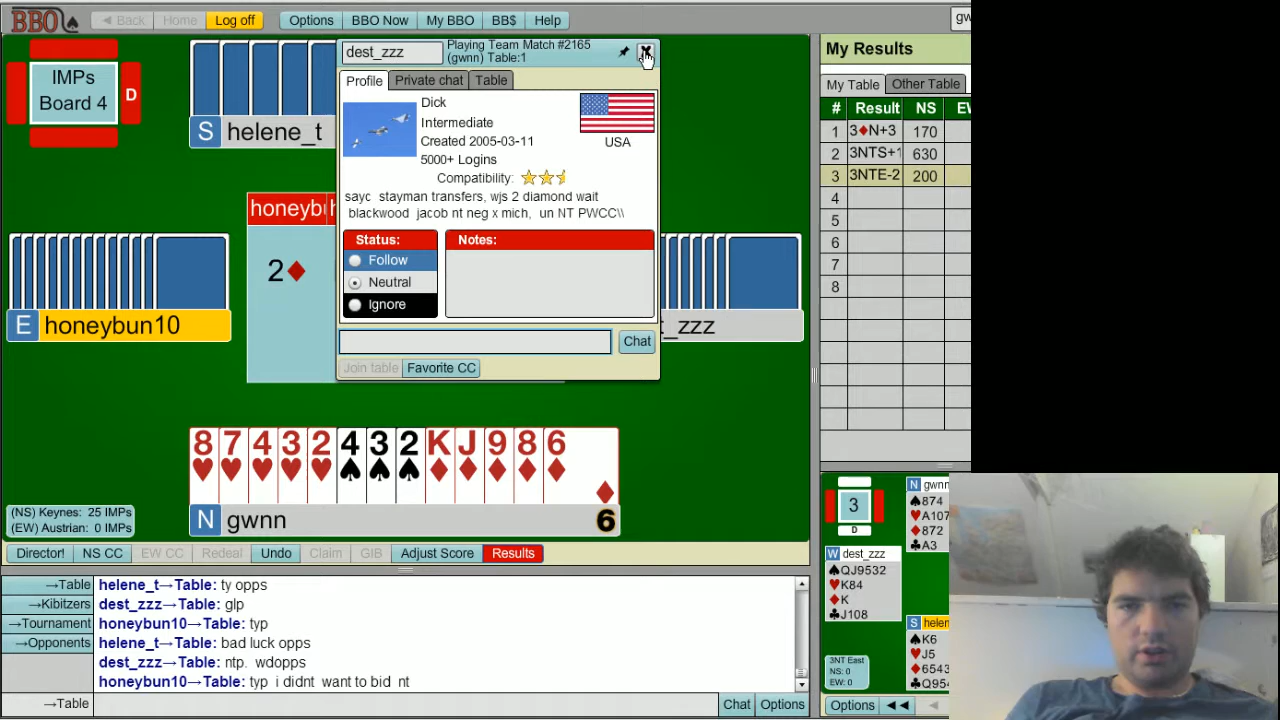 BBO
Back
Home
Log off
Options
BBO Now
My BBO
BB$
Help
gw
IMPs
Board 4
D
S helene_t
dest_zzz
Playing Team Match #2165
(gwnn) Table:1
Profile
Private chat
Table
Dick
Intermediate
Created 2005-03-11
5000+ Logins
USA
Compatibility:
sayc stayman transfers, wjs 2 diamond wait
blackwood jacob nt neg x mich, un NT PWCC\\
Status:
Follow
Neutral
Ignore
Notes:
Chat
Join table
Favorite CC
2♦
E honeybun10
_zzz
8 7 4 3 2 4 3 2 K J 9 8 6
♥ ♥ ♥ ♥ ♥ ♠ ♠ ♠ ♦ ♦ ♦ ♦ ♦
N gwnn 6
(NS) Keynes: 25 IMPs
(EW) Austrian: 0 IMPs
Director!
NS CC
EW CC
Redeal
Undo
Claim
GIB
Adjust Score
Results
→Table
→Kibitzers
→Tournament
→Opponents
helene_t→Table: ty opps
dest_zzz→Table: glp
honeybun10→Table: typ
helene_t→Table: bad luck opps
dest_zzz→Table: ntp. wdopps
honeybun10→Table: typ i didnt want to bid nt
→Table
Chat
Options
My Results
My Table
Other Table
# Result NS EW
1 3♦N+3 170
2 3NTS+1 630
3 3NTE-2 200
4
5
6
7
8
3
D
N gwnn
♠874
♥A107
♦872
♣A3
W dest_zzz
♠QJ9532
♥K84
♦K
♣J108
S helen
♠K6
♥J5
♦6543
♣Q954
3NT East
NS: 0
EW: 0
Options